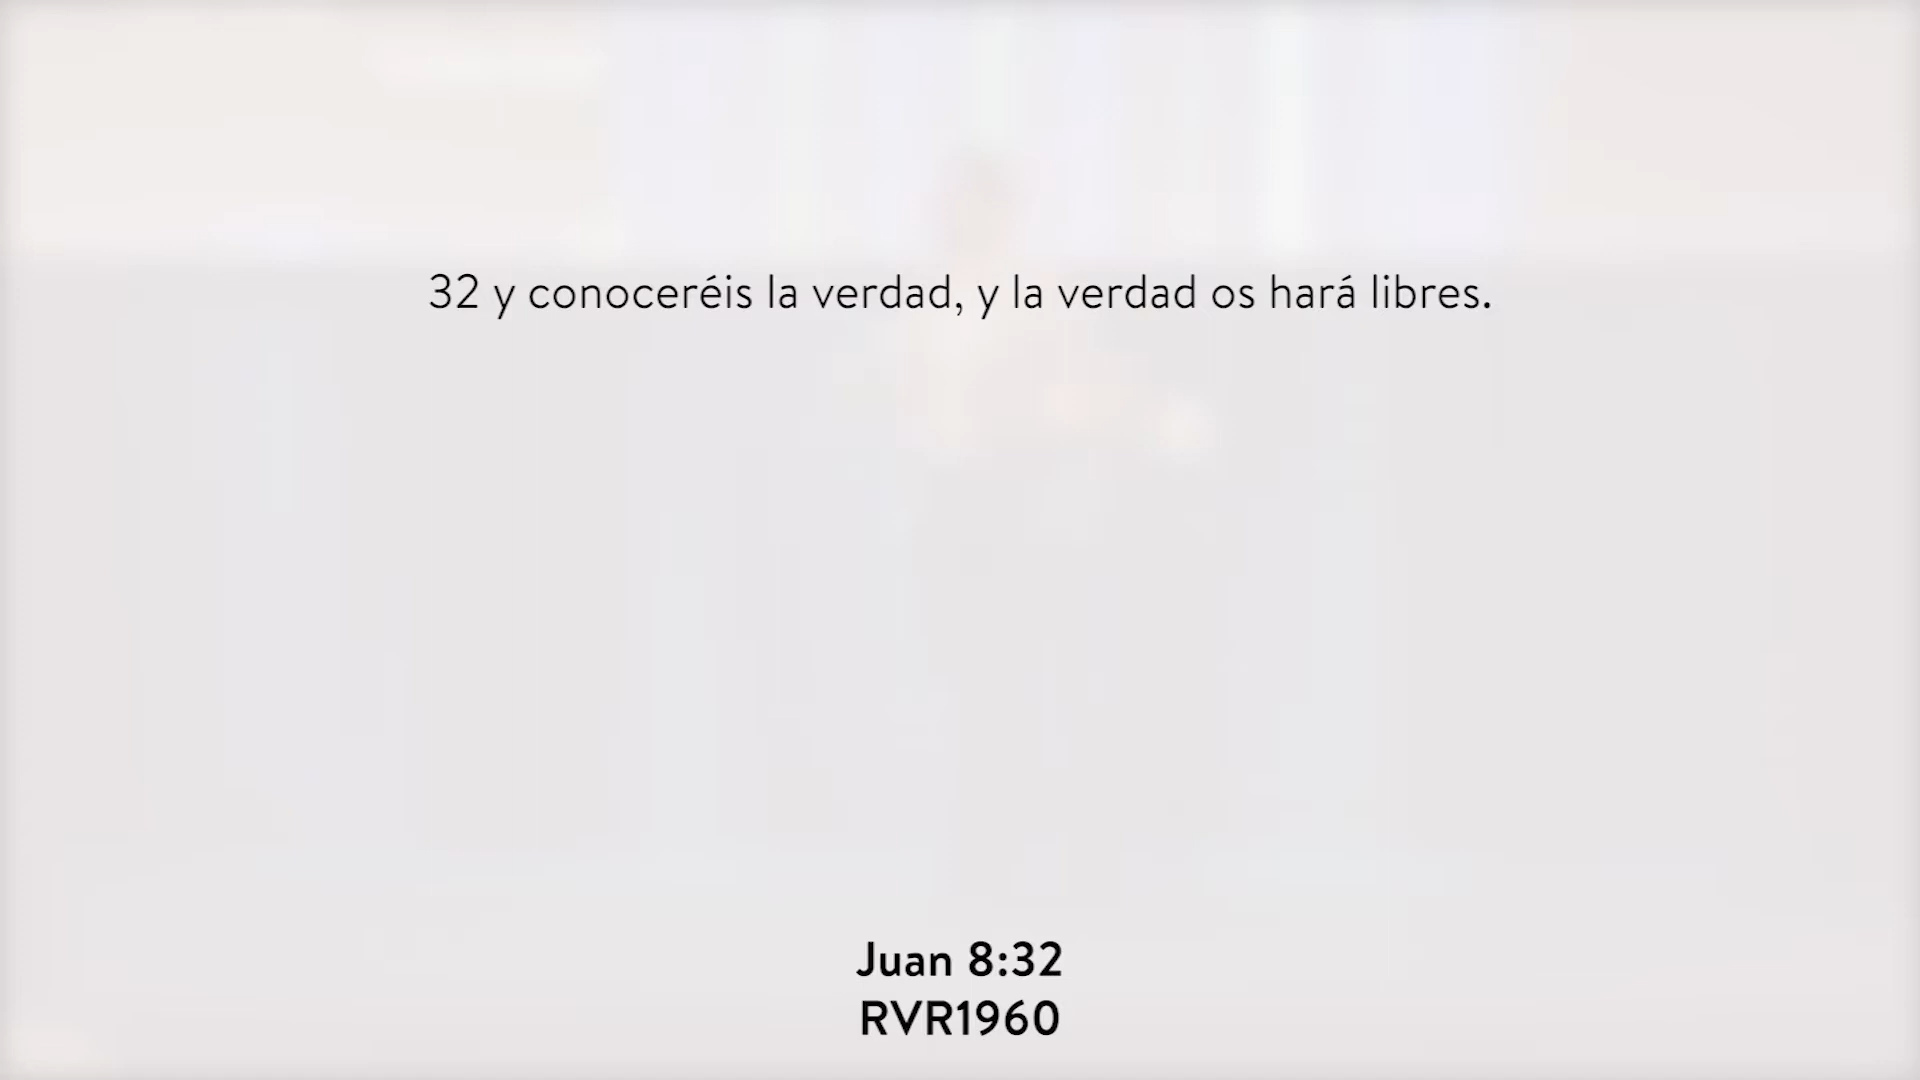 32 y conoceréis la verdad, y la verdad os hará libres.
Juan 8:32
RVR1960